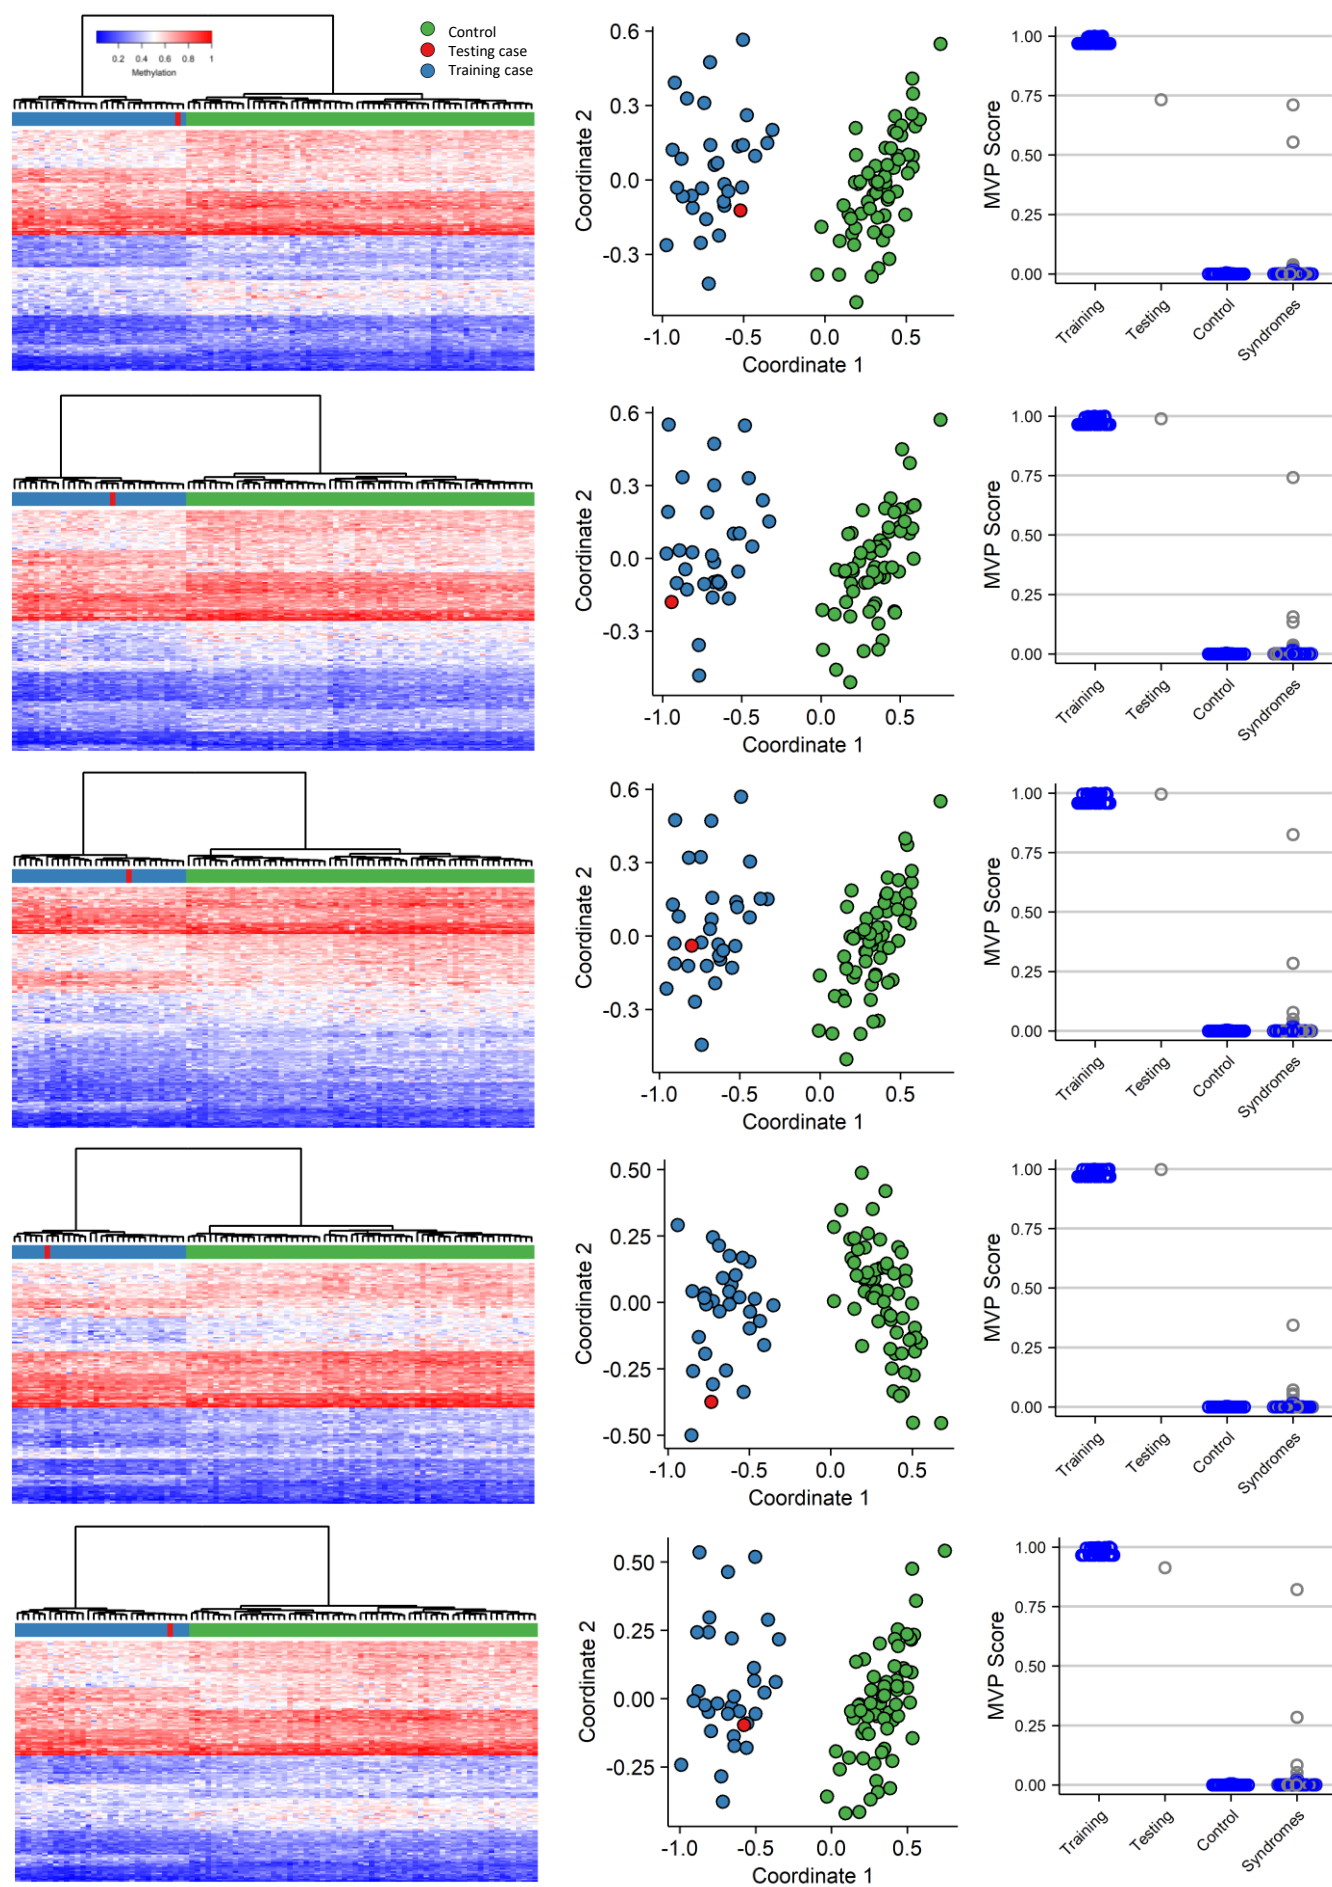 0.2 0.4 0.6 0.8 1
Methylation
Control
Testing case
Training case
0.6
0.3
0.0
-0.3
-1.0 -0.5 0.0 0.5
Coordinate 1
Coordinate 2
1.00
0.75
0.50
0.25
0.00
MVP Score
Training
Testing
Control
Syndromes
0.6
0.3
0.0
-0.3
-1.0 -0.5 0.0 0.5
Coordinate 1
Coordinate 2
1.00
0.75
0.50
0.25
0.00
MVP Score
Training
Testing
Control
Syndromes
0.6
0.3
0.0
-0.3
-1.0 -0.5 0.0 0.5
Coordinate 1
Coordinate 2
1.00
0.75
0.50
0.25
0.00
MVP Score
Training
Testing
Control
Syndromes
0.50
0.25
0.00
-0.25
-0.50
-1.0 -0.5 0.0 0.5
Coordinate 1
Coordinate 2
1.00
0.75
0.50
0.25
0.00
MVP Score
Training
Testing
Control
Syndromes
0.50
0.25
0.00
-0.25
-1.0 -0.5 0.0 0.5
Coordinate 1
Coordinate 2
1.00
0.75
0.50
0.25
0.00
MVP Score
Training
Testing
Control
Syndromes